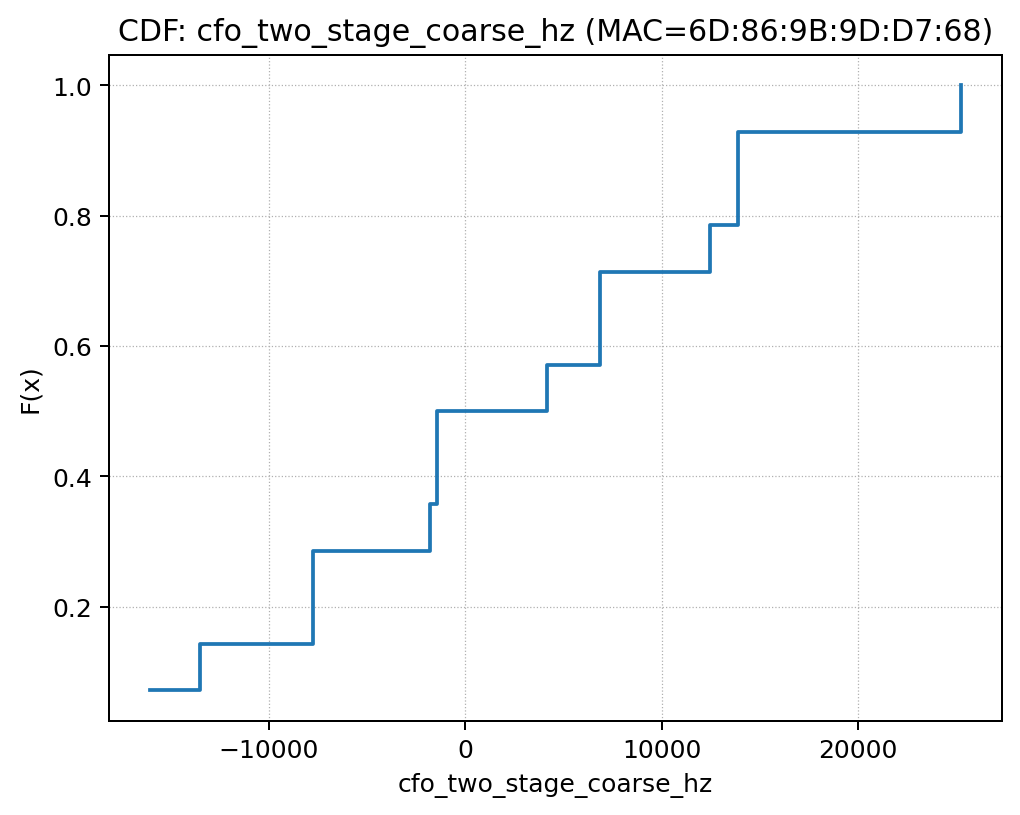 CDF: cfo_two_stage_coarse_hz (MAC=6D:86:9B:9D:D7:68)
1.0
0.8
0.6
0.4
0.2
F(x)
−10000 0 10000 20000
cfo_two_stage_coarse_hz